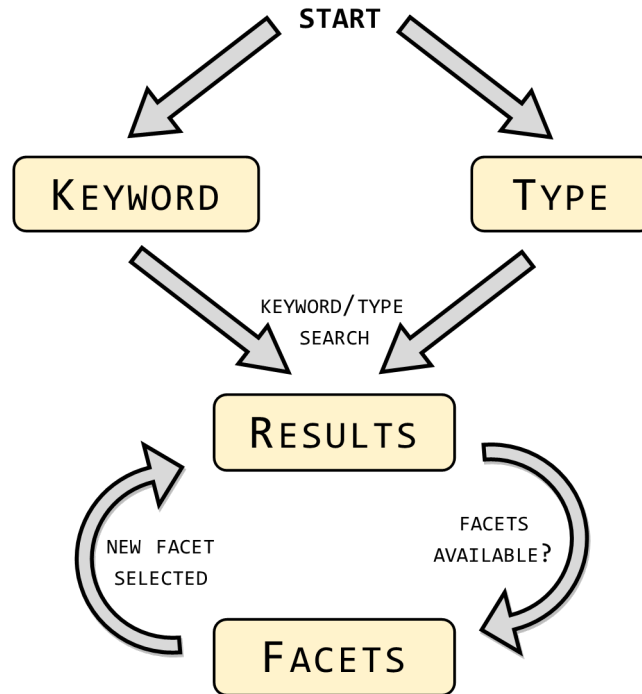 START
KEYWORD
TYPE
KEYWORD/TYPE
SEARCH
RESULTS
NEW FACET
SELECTED
FACETS
AVAILABLE?
FACETS